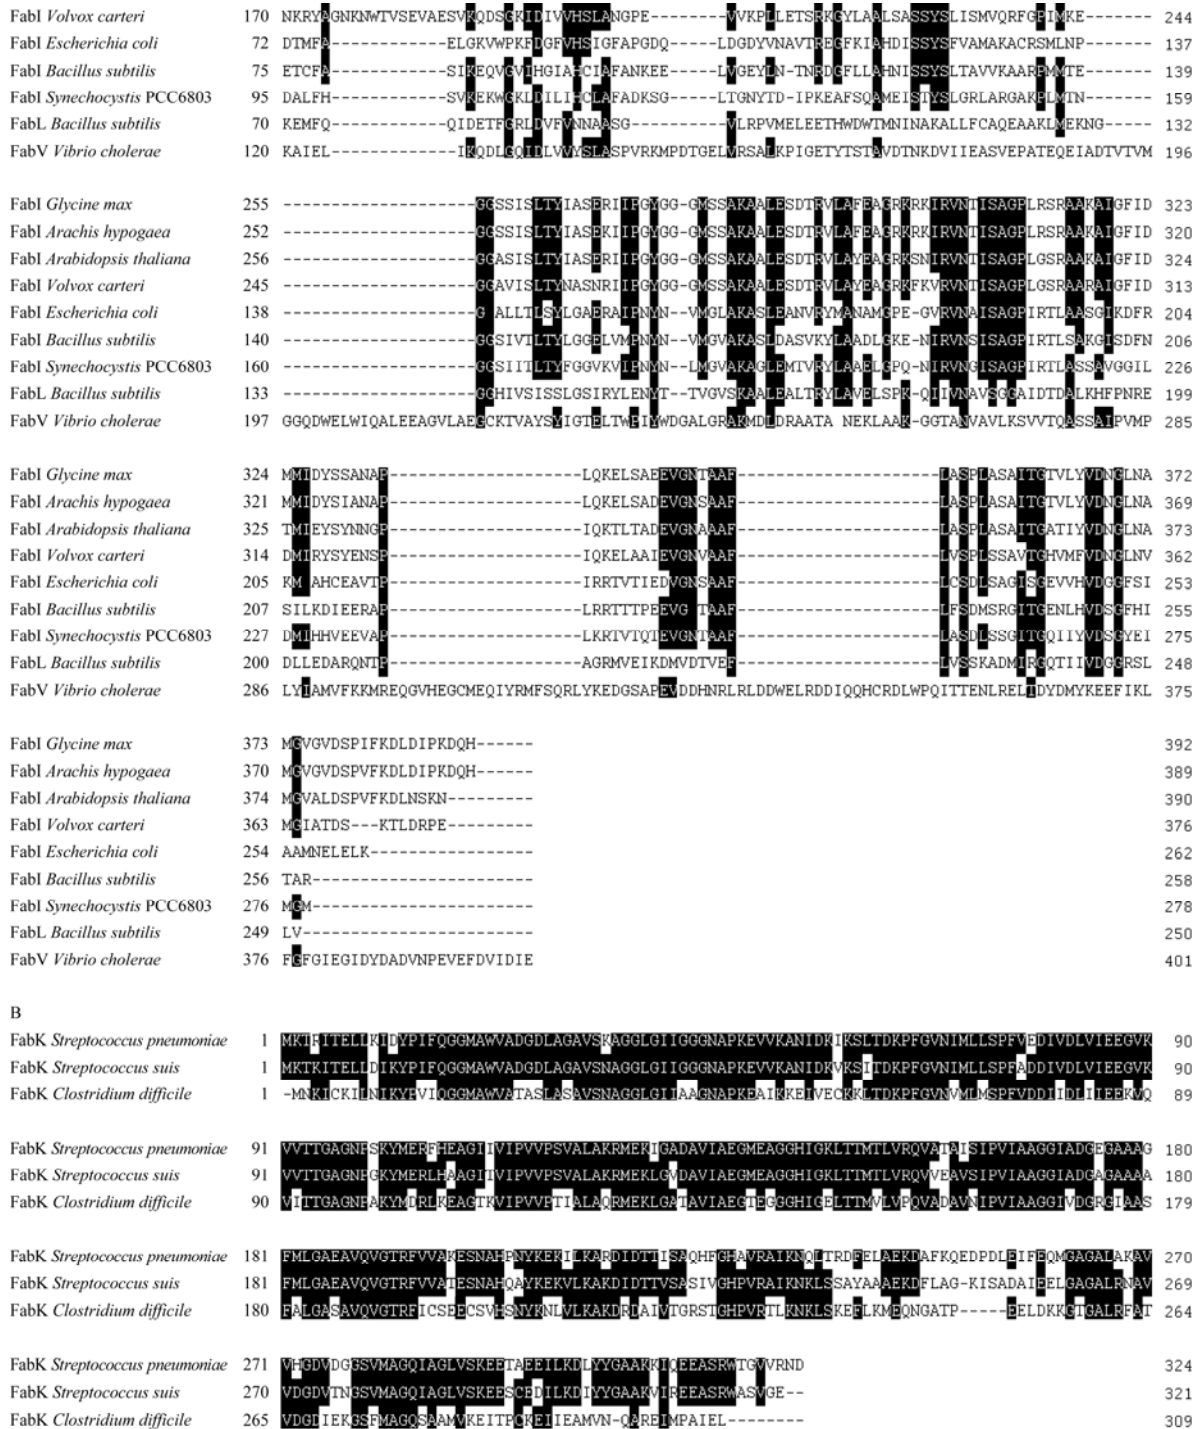 FabI Volvox carteri 170 NKRYAGNKNWTVSEVAESVKQDSGKIDIVVHSLANGPE--------VVKPLLETSRKGYLAALSASSYSLISMVQRFGPIMKE------ 244
FabI Escherichia coli 72 DTMFA------------ELGKVWPKFDGFVHSIGFAPGDQ-----LDGDYVNAVTREGFKIAHDISSYSFVAMAKACRSMLNP------- 137
FabI Bacillus subtilis 75 ETCFA------------SIKEQVGVIHGIAHCIAFANKEE-----LVGEYLN-TNRDGFLLAHNISSYSLTAVVKAARPMMTE------- 139
FabI Synechocystis PCC6803 95 DALFH------------SVKEKWGKLDILIHCLAFADKSG-----LTGNYTD-IPKEAFSQAMEISTYSLGRLARGAKPLMTN------- 159
FabL Bacillus subtilis 70 KEMFQ------------QIDETFGRLDVFVNNAASG---------VLRPVMELEETHWDWTMNINAKALLFCAQEAAKLMEKNG------ 132
FabV Vibrio cholerae 120 KAIEL------------IKQDLGQIDLVVYSLASPVRKMPDTGELVRSALKPIGETYTSTAVDTNKDVIIEASVEPATEQEIADTVTVM 196
FabI Glycine max 255 --------------------GGSSISLTYIASERIIPGYGG-GMSSAKAALESDTRVLAFEAGRKRKIRVNTISAGPLRSRAAKAIGFID 323
FabI Arachis hypogaea 252 --------------------GGSSISLTYIASEKIIPGYGG-GMSSAKAALESDTRVLAFEAGRKRKIRVNTISAGPLRSRAAKAIGFID 320
FabI Arabidopsis thaliana 256 --------------------GGASISLTYIASERIIPGYGG-GMSSAKAALESDTRVLAYEAGRKSNIRVNTISAGPLGSRAAKAIGFID 324
FabI Volvox carteri 245 --------------------GGAVISLTYNASNRIIPGYGG-GMSSAKAALESDTRVLAYEAGRKFKVRVNTISAGPLGSRAARAIGFID 313
FabI Escherichia coli 138 --------------------G ALLTLSYLGAERAIPNYN--VMGLAKASLEANVRYMANAMGPE-GVRVNAISAGPIRTLAASGIKDFR 204
FabI Bacillus subtilis 140 --------------------GGSIVTLTYLGGELVMPNYN--VMGVAKASLDASVKYLAADLGKE-NIRVNSISAGPIRTLSAKGISDFN 206
FabI Synechocystis PCC6803 160 --------------------GGSIITLTYFGGVKVIPNYN--LMGVAKAGLEMTVRYLAAELGPQ-NIRVNGISAGPIRTLASSAVGGIL 226
FabL Bacillus subtilis 133 --------------------GGHIVSISSLGSIRYLENYT--TVGVSKAALEALTRYLAVELSPK-QIIVNAVSGGAIDTDALKHFPNRE 199
FabV Vibrio cholerae 197 GGQDWELWIQALEEAGVLAEGCKTVAYSYIGTELTWPIYWDGALGRAKMDLDRAATA NEKLAAK-GGTANVAVLKSVVTQASSAIPVMP 285
FabI Glycine max 324 MMIDYSSANAP--------------------LQKELSAEEVGNTAAF---------------------LASPLASAITGTVLYVDNGLNA 372
FabI Arachis hypogaea 321 MMIDYSIANAP--------------------LQKELSADEVGNTAAF---------------------LASPLASAITGTVLYVDNGLNA 369
FabI Arabidopsis thaliana 325 TMIEYSYNNGP--------------------IQKTLTADEVGNAAAF---------------------LASPLASAITGATIYVDNGLNA 373
FabI Volvox carteri 314 DMIRYSYENSP--------------------IQKELAAIEVGNVAAF---------------------LVSPLSSAVTGHVMFVDNGLNV 362
FabI Escherichia coli 205 KM AHCEAVTP--------------------IRRTVTIEDVGNSAAF---------------------LCSDLSAGISGEVVHVDGGFSI 253
FabI Bacillus subtilis 207 SILKDIEERAP--------------------LRRTTTPEEVG TAAF---------------------LFSDMSRGITGENLHVDSGFHI 255
FabI Synechocystis PCC6803 227 DMIHHVEEVAP--------------------LKRTVTQTEVGNTAAF---------------------LASDLSSGITGQIIYVDSGYEI 275
FabL Bacillus subtilis 200 DLLEDARQNTP--------------------AGRMVEIKDMVDTVEF---------------------LVSSKADMIRGQTIIVDGGRSL 248
FabV Vibrio cholerae 286 LYIAMVFKKMREQGVHEGCMEQIYRMFSQRLYKEDGSAPEVDDHNRLRLDDWELRDDIQQHCRDLWPQITTENLRELTDYDMYKEEFIKL 375
FabI Glycine max 373 MGVGVDSPIFKDLDIPKDQH------ 392
FabI Arachis hypogaea 370 MGVGVDSPVFKDLDIPKDQH------ 389
FabI Arabidopsis thaliana 374 MGVALDSPVFKDLNSKN--------- 390
FabI Volvox carteri 363 MGIATDS---KTLDRPE--------- 376
FabI Escherichia coli 254 AAMNELELK----------------- 262
FabI Bacillus subtilis 256 TAR----------------------- 258
FabI Synechocystis PCC6803 276 MGM----------------------- 278
FabL Bacillus subtilis 249 LV------------------------ 250
FabV Vibrio cholerae 376 FGFGIEGIDYDADVNPEVEFDVIDIE 401
B
FabK Streptococcus pneumoniae 1 MKTRITELLKIDYPIFQGGMAWVADGDLAGAVSKAGGLGIIGGGNAPKEVVKANIDKIKSLTDKPFGVNIMLLSPFVEDIVDLVIEEGVK 90
FabK Streptococcus suis 1 MKTKITELLDIKYPIFQGGMAWVADGDLAGAVSNAGGLGIIGGGNAPKEVVKANIDKVKSITDKPFGVNIMLLSPFADDIVDLVIEEGVK 90
FabK Clostridium difficile 1 -MNKICKILNIKYPVIQGGMAWVATASLASAVSNAGGLGIIAAGNAPKEAIKKEIVECKKLTDKPFGVNVMLMSPFVDDIIDLIIEEKVQ 89
FabK Streptococcus pneumoniae 91 VVTTGAGNPSKYMERFHEAGIIVIPVVPSVALAKRMEKIGADAVIAEGMEAGGHIGKLTTMTLVRQVATAISIPVIAAGGIADGEGAAAG 180
FabK Streptococcus suis 91 VVTTGAGNPGKYMERLHAAGITVIPVVPSVALAKRMEKLGVDAVIAEGMEAGGHIGKLTTMTLVRQVVEAVSIPVIAAGGIADGAGAAAA 180
FabK Clostridium difficile 90 VITTGAGNPAKYMDRLKEAGTKVIPVVPTIALAQRMEKLGATAVIAEGTEGGGHIGELTTMVLVPQVADAVNIPVIAAGGIVDGRGIAAS 179
FabK Streptococcus pneumoniae 181 FMLGAEAVQVGTRFVVAKESNAHPNYKEKILKARDIDTTISAQHFGHAVRAIKNQLTRDFELAEKDAFKQEDPDLEIFEQMGAGALAKAV 270
FabK Streptococcus suis 181 FMLGAEAVQVGTRFVVATESNAHQAYKEKVLKAKDIDTTVSASIVGHPVRAIKNKLSSAYAAAEKDFLAG-KISADAIEELGAGALRNAV 269
FabK Clostridium difficile 180 FALGASAVQVGTRFICSEECSVHSNYKNLVLKAKDRDAIVTGRSTGHPVRTLKNKLSKEFLKMEQNGATP-----EELDKKGTGALRFAT 264
FabK Streptococcus pneumoniae 271 VHGDVDGGSVMAGQIAGLVSKEETAEEILKDLYYGAAKKIQEEASRWTGVVRND 324
FabK Streptococcus suis 270 VDGDVTNGSVMAGQIAGLVSKEESCEDILKDIYYGAAKVIREEASRWASVGE-- 321
FabK Clostridium difficile 265 VDGDIEKGSFMAGQSAAMVKEITPCKEIIEAMVN-QAREIMPAIEL-------- 309